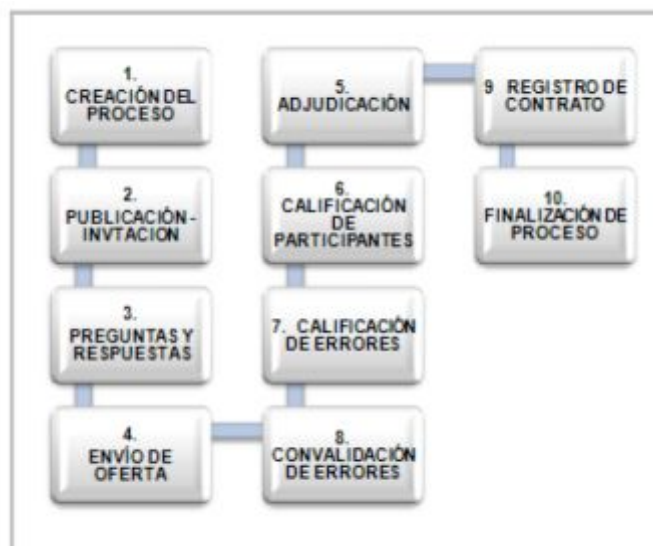 1.
CREACIÓN DEL
PROCESO
2.
PUBLICACIÓN -
INVTACION
3.
PREGUNTAS Y
RESPUESTAS
4.
ENVÌO DE
OFERTA
5.
ADJUDICACIÓN
6.
CALIFICACIÓN
DE
PARTICIPANTES
7. CALIFICACIÓN
DE ERRORES
8.
CONVALIDACIÓN
DE ERRORES
9 REGISTRO DE
CONTRATO
10.
FINALIZACIÓN DE
PROCESO